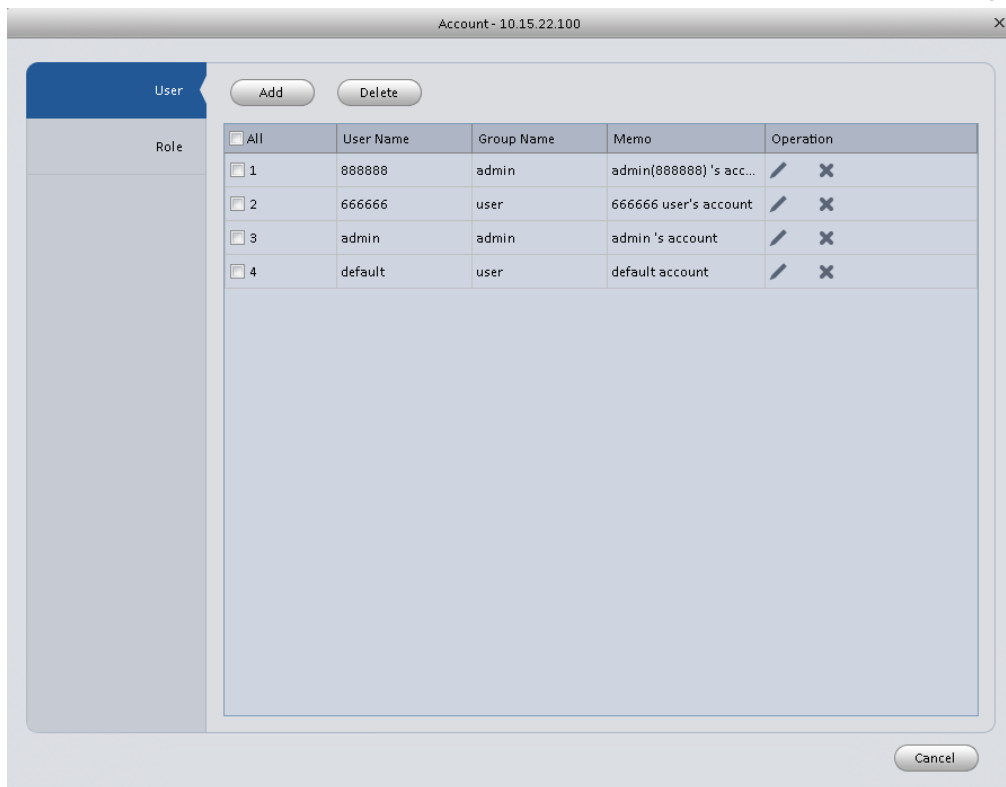 Account - 10.15.22.100
User
Add Delete
Role
All User Name Group Name Memo Operation
1 888888 admin admin(888888) 's acc...
2 666666 user 666666 user's account
3 admin admin admin 's account
4 default user default account
Cancel